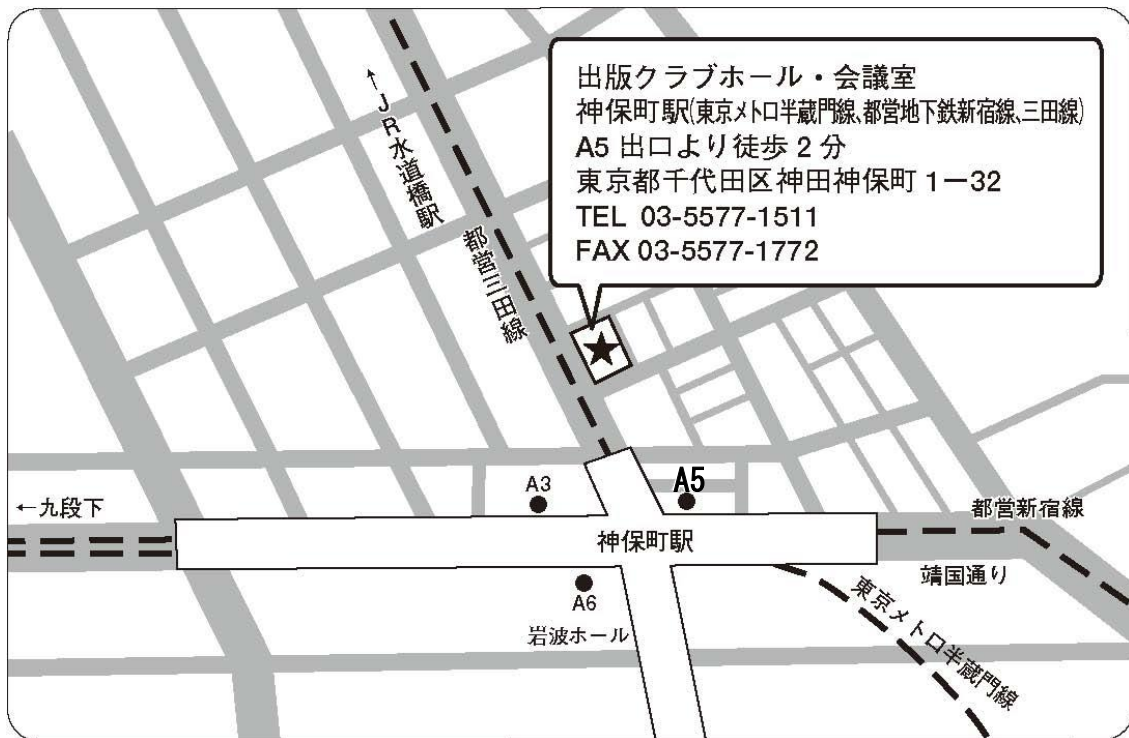 出版クラブホール・会議室
神保町駅(東京メトロ半蔵門線、都営地下鉄新宿線、三田線)
A5 出口より徒歩 2 分
東京都千代田区神田神保町 1−32
TEL 03-5577-1511
FAX 03-5577-1772
←JR水道橋駅
都営三田線
A3
A5
←九段下
都営新宿線
神保町駅
靖国通り
A6
岩波ホール
東京メトロ半蔵門線